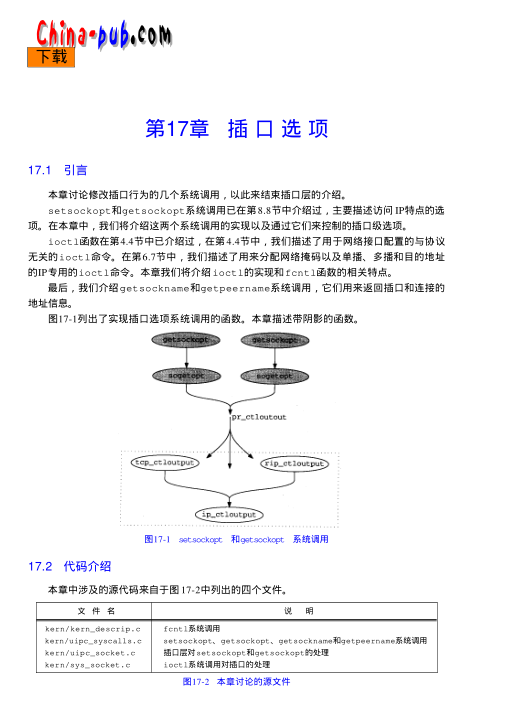 China-pub.com
下载
第17章 插 口 选 项
17.1 引言
本章讨论修改插口行为的几个系统调用，以此来结束插口层的介绍。
setsockopt和getsockopt系统调用已在第8.8节中介绍过，主要描述访问IP特点的选
项。在本章中，我们将介绍这两个系统调用的实现以及通过它们来控制的插口级选项。
ioctl函数在第4.4节中已介绍过，在第4.4节中，我们描述了用于网络接口配置的与协议
无关的ioctl命令。在第6.7节中，我们描述了用来分配网络掩码以及单播、多播和目的地址
的IP专用的ioctl命令。本章我们将介绍ioctl的实现和fcntl函数的相关特点。
最后，我们介绍getsockname和getpeername系统调用，它们用来返回插口和连接的
地址信息。
图17-1列出了实现插口选项系统调用的函数。本章描述带阴影的函数。
getsockopt getsockopt
sogetopt sogetopt
pr_ctloutout
tcp_ctloutput rip_ctloutput
ip_ctloutput
图17-1 setsockopt 和getsockopt 系统调用
17.2 代码介绍
本章中涉及的源代码来自于图17-2中列出的四个文件。
文 件 名 说 明
kern/kern_descrip.c fcntl系统调用
kern/uipc_syscalls.c setsockopt、getsockopt、getsockname和getpeername系统调用
kern/uipc_socket.c 插口层对setsockopt和getsockopt的处理
kern/sys_socket.c ioctl系统调用对插口的处理
图17-2 本章讨论的源文件